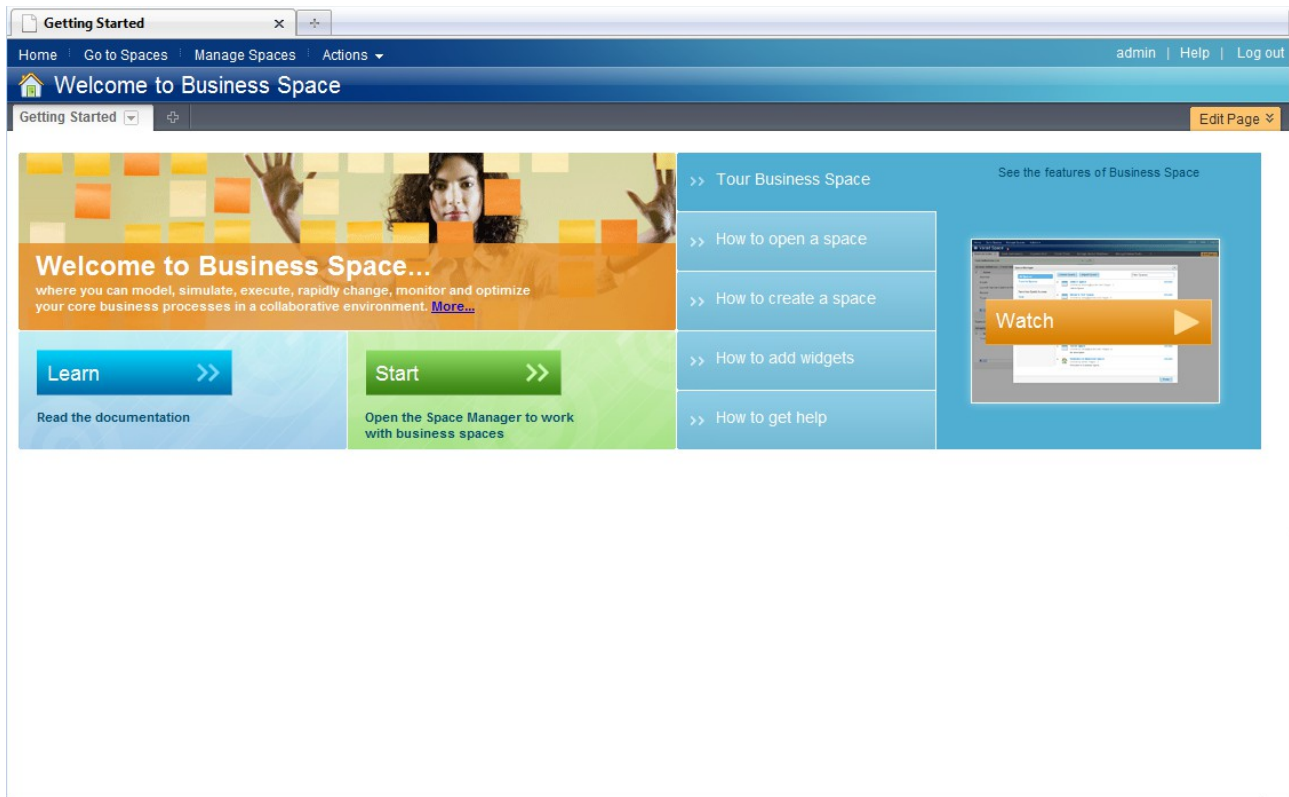 Getting Started
Home Go to Spaces Manage Spaces Actions
admin | Help | Log out
Welcome to Business Space
Getting Started
Edit Page
Welcome to Business Space...
where you can model, simulate, execute, rapidly change, monitor and optimize
your core business processes in a collaborative environment. More...
Learn
Read the documentation
Start
Open the Space Manager to work
with business spaces
Tour Business Space
How to open a space
How to create a space
How to add widgets
How to get help
See the features of Business Space
Watch